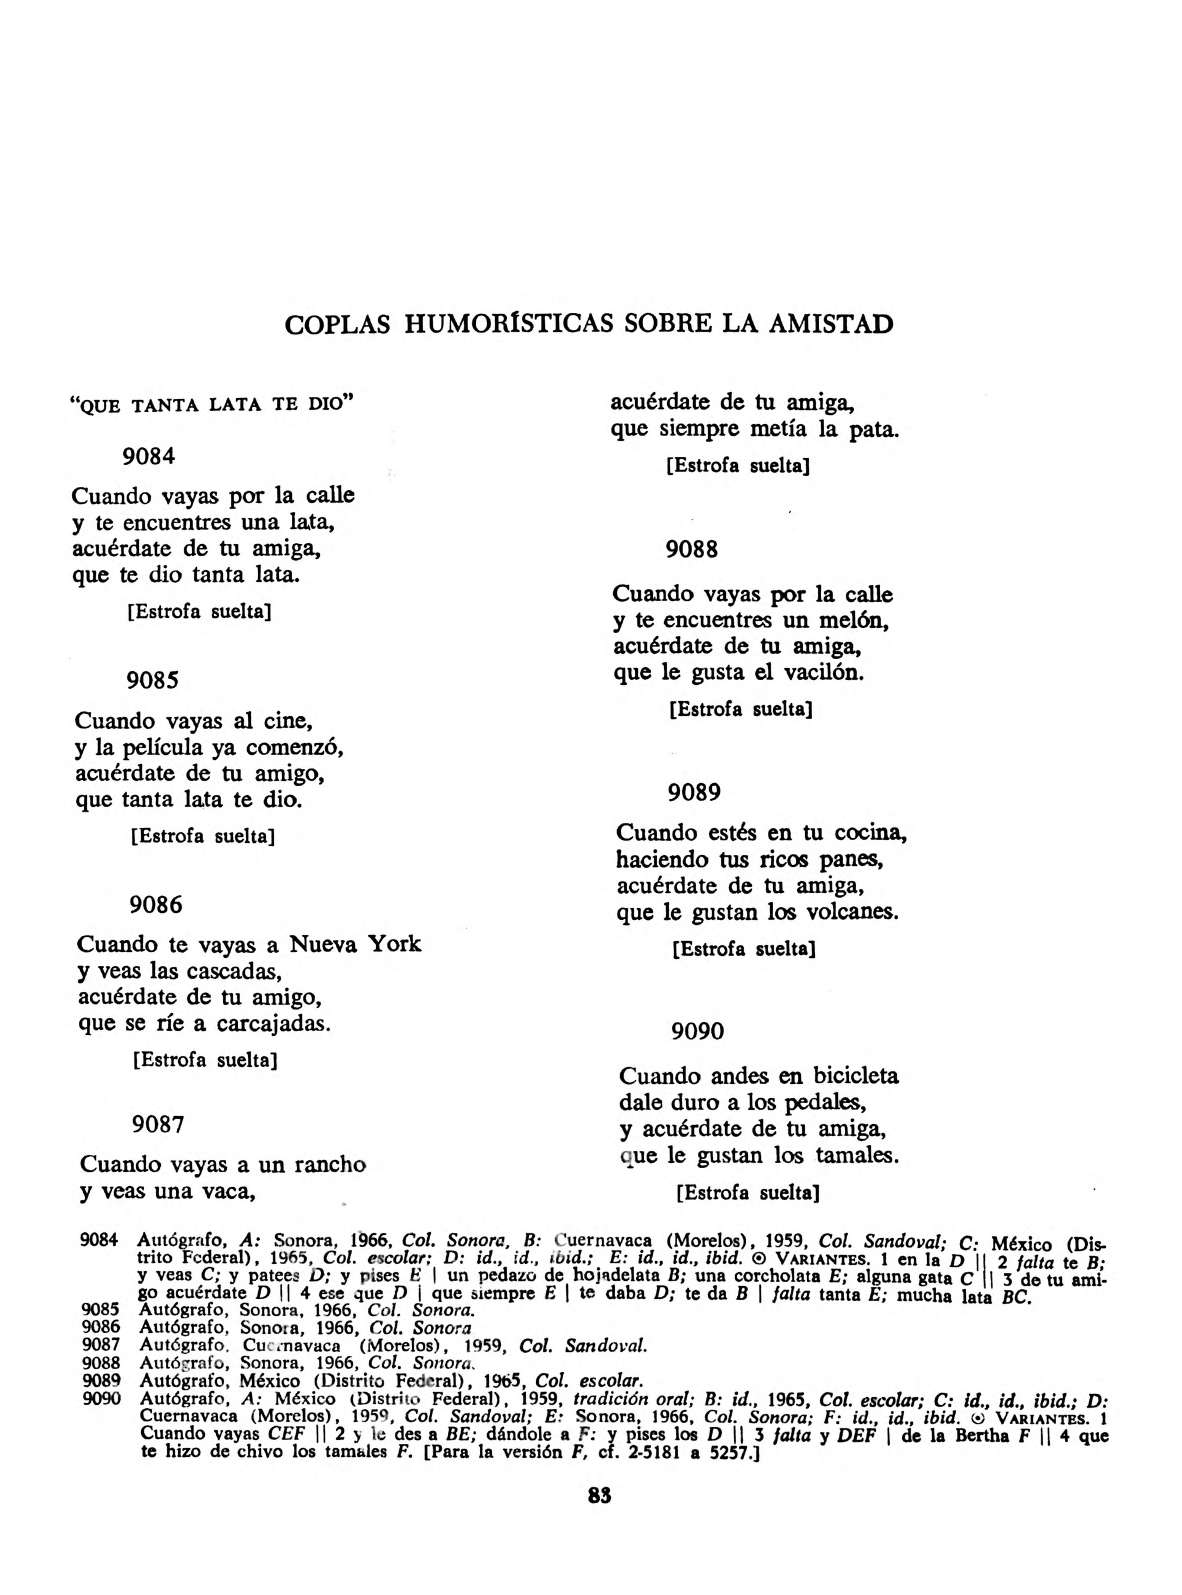 COPLAS HUMORÍSTICAS SOBRE LA AMISTAD
"QUE TANTA LATA TE DIO"
9084
Cuando vayas por la calle
y te encuentres una lata,
acuérdate de tu amiga,
que te dio tanta lata.
[Estrofa suelta]
9085
Cuando vayas al cine,
y la película ya comenzó,
acuérdate de tu amigo,
que tanta lata te dio.
[Estrofa suelta]
9086
Cuando te vayas a Nueva York
y veas las cascadas,
acuérdate de tu amigo,
que se ríe a carcajadas.
[Estrofa suelta]
9087
Cuando vayas a un rancho
y veas una vaca,
acuérdate de tu amiga,
que siempre metía la pata.
[Estrofa suelta]
9088
Cuando vayas por la calle
y te encuentres un melón,
acuérdate de tu amiga,
que le gusta el vacilón.
[Estrofa suelta]
9089
Cuando estés en tu cocina,
haciendo tus ricos panes,
acuérdate de tu amiga,
que le gustan los volcanes.
[Estrofa suelta]
9090
Cuando andes en bicicleta
dale duro a los pedales,
y acuérdate de tu amiga,
que le gustan los tamales.
[Estrofa suelta]
9084 Autógrafo, A: Sonora, 1966, Col. Sonora, B: Cuernavaca (Morelos), 1959, Col. Sandoval; C: México (Dis-
trito Federal), 1965, Col. escolar; D: id., id., ibid.; E: id., id., ibid. ⊙ VARIANTES. 1 en la D || 2 falta te B;
y veas C; y patees D; y pises E | un pedazo de hojadelata B; una corcholata E; alguna gata C || 3 de tu ami-
go acuérdate D || 4 ese que D | que siempre E | te daba D; te da B | falta tanta E; mucha lata BC.
9085 Autógrafo, Sonora, 1966, Col. Sonora.
9086 Autógrafo, Sonora, 1966, Col. Sonora
9087 Autógrafo. Cuernavaca (Morelos), 1959, Col. Sandoval.
9088 Autógrafo, Sonora, 1966, Col. Sonora.
9089 Autógrafo, México (Distrito Federal), 1965, Col. escolar.
9090 Autógrafo, A: México (Distrito Federal), 1959, tradición oral; B: id., 1965, Col. escolar; C: id., id., ibid.; D:
Cuernavaca (Morelos), 1959, Col. Sandoval; E: Sonora, 1966, Col. Sonora; F: id., id., ibid. ⊙ VARIANTES. 1
Cuando vayas CEF || 2 y le des a BE; dándole a F: y pises los D || 3 falta y DEF | de la Bertha F || 4 que
te hizo de chivo los tamales F. [Para la versión F, cf. 2-5181 a 5257.]
83